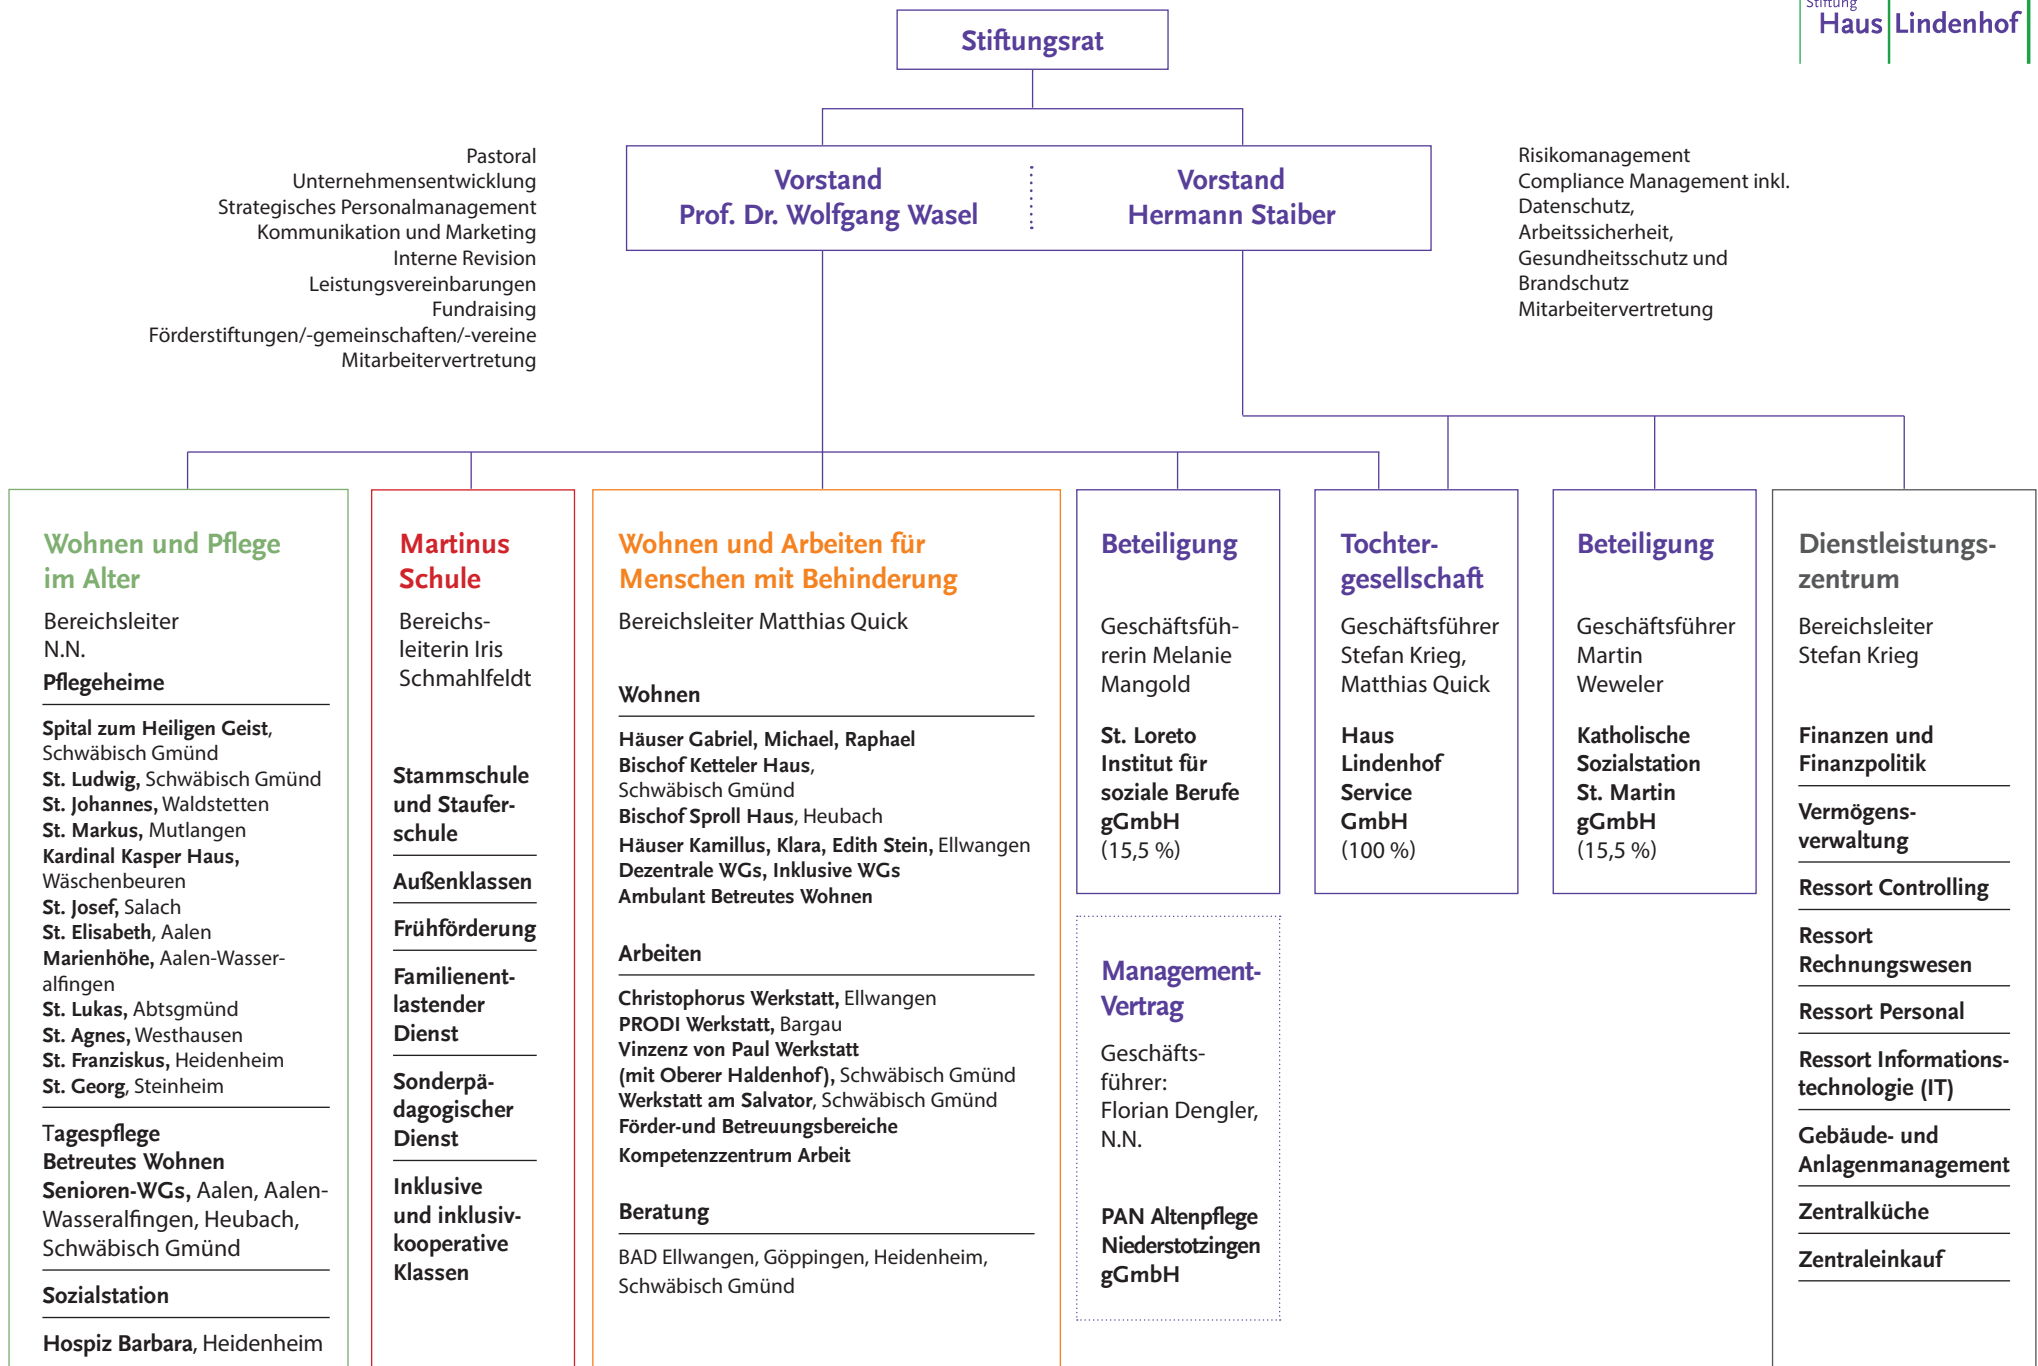 Stiftung
Haus Lindenhof
Stiftungsrat
Pastoral
Unternehmensentwicklung
Strategisches Personalmanagement
Kommunikation und Marketing
Interne Revision
Leistungsvereinbarungen
Fundraising
Förderstiftungen/-gemeinschaften/-vereine
Mitarbeitervertretung
Vorstand
Prof. Dr. Wolfgang Wasel
Vorstand
Hermann Staiber
Risikomanagement
Compliance Management inkl.
Datenschutz,
Arbeitssicherheit,
Gesundheitsschutz und
Brandschutz
Mitarbeitervertretung
Wohnen und Pflege
im Alter
Bereichsleiter
N.N.
Pflegeheime
Spital zum Heiligen Geist,
Schwäbisch Gmünd
St. Ludwig, Schwäbisch Gmünd
St. Johannes, Waldstetten
St. Markus, Mutlangen
Kardinal Kasper Haus,
Wäschenbeuren
St. Josef, Salach
St. Elisabeth, Aalen
Marienhöhe, Aalen-Wasser-
alfingen
St. Lukas, Abtsgmünd
St. Agnes, Westhausen
St. Franziskus, Heidenheim
St. Georg, Steinheim
Tagespflege
Betreutes Wohnen
Senioren-WGs, Aalen, Aalen-
Wasseralfingen, Heubach,
Schwäbisch Gmünd
Sozialstation
Hospiz Barbara, Heidenheim
Martinus
Schule
Bereichs-
leiterin Iris
Schmahlfeldt
Stammschule
und Staufer-
schule
Außenklassen
Frühförderung
Familienent-
lastender
Dienst
Sonderpä-
dagogischer
Dienst
Inklusive
und inklusiv-
kooperative
Klassen
Wohnen und Arbeiten für
Menschen mit Behinderung
Bereichsleiter Matthias Quick
Wohnen
Häuser Gabriel, Michael, Raphael
Bischof Ketteler Haus,
Schwäbisch Gmünd
Bischof Sproll Haus, Heubach
Häuser Kamillus, Klara, Edith Stein, Ellwangen
Dezentrale WGs, Inklusive WGs
Ambulant Betreutes Wohnen
Arbeiten
Christophorus Werkstatt, Ellwangen
PRODI Werkstatt, Bargau
Vinzenz von Paul Werkstatt
(mit Oberer Haldenhof), Schwäbisch Gmünd
Werkstatt am Salvator, Schwäbisch Gmünd
Förder-und Betreuungsbereiche
Kompetenzzentrum Arbeit
Beratung
BAD Ellwangen, Göppingen, Heidenheim,
Schwäbisch Gmünd
Beteiligung
Geschäftsfüh-
rerin Melanie
Mangold
St. Loreto
Institut für
soziale Berufe
gGmbH
(15,5 %)
Management-
Vertrag
Geschäfts-
führer:
Florian Dengler,
N.N.
PAN Altenpflege
Niederstotzingen
gGmbH
Tochter-
gesellschaft
Geschäftsführer
Stefan Krieg,
Matthias Quick
Haus
Lindenhof
Service
GmbH
(100 %)
Beteiligung
Geschäftsführer
Martin
Weweler
Katholische
Sozialstation
St. Martin
gGmbH
(15,5 %)
Dienstleistungs-
zentrum
Bereichsleiter
Stefan Krieg
Finanzen und
Finanzpolitik
Vermögens-
verwaltung
Ressort Controlling
Ressort
Rechnungswesen
Ressort Personal
Ressort Informations-
technologie (IT)
Gebäude- und
Anlagenmanagement
Zentralküche
Zentraleinkauf